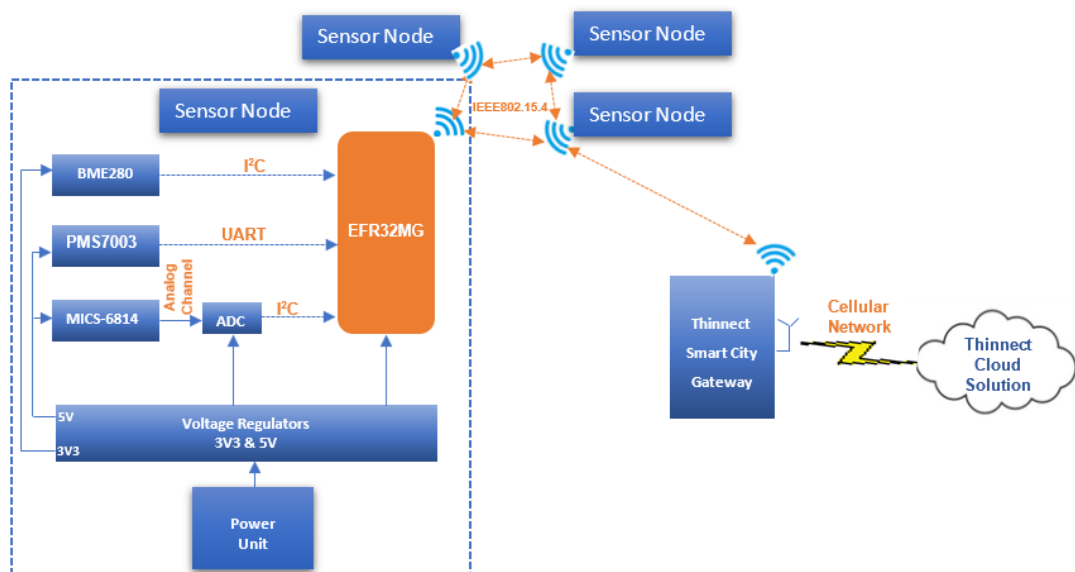 Sensor Node
Sensor Node
Sensor Node
IEEE802.15.4
Sensor Node
BME280
I²C
EFR32MG
PMS7003
UART
Analog
Channel
MICS-6814
ADC
I²C
5V
3V3
Voltage Regulators
3V3 & 5V
Power
Unit
Thinnect
Smart City
Gateway
Cellular
Network
Thinnect
Cloud
Solution